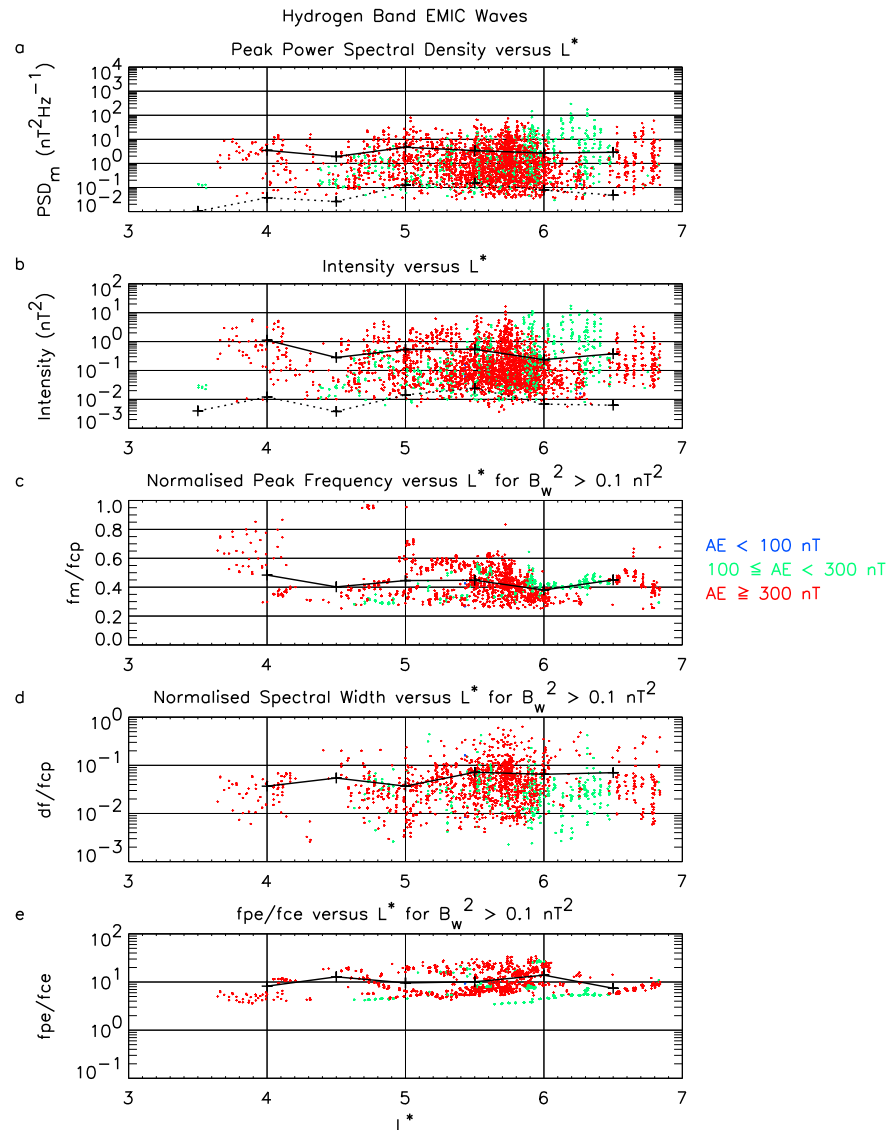 Hydrogen Band EMIC Waves
a
Peak Power Spectral Density versus L*
10⁴
10³
10²
10¹
10⁰
10⁻¹
10⁻²
PSD_m (nT²Hz⁻¹)
3 4 5 6 7
b
Intensity versus L*
10²
10¹
10⁰
10⁻¹
10⁻²
10⁻³
Intensity (nT²)
3 4 5 6 7
c
Normalised Peak Frequency versus L* for B_w² > 0.1 nT²
1.0
0.8
0.6
0.4
0.2
0.0
fm/fcp
3 4 5 6 7
AE < 100 nT
100 ≦ AE < 300 nT
AE ≧ 300 nT
d
Normalised Spectral Width versus L* for B_w² > 0.1 nT²
10⁰
10⁻¹
10⁻²
10⁻³
df/fcp
3 4 5 6 7
e
fpe/fce versus L* for B_w² > 0.1 nT²
10²
10¹
10⁰
10⁻¹
fpe/fce
3 4 5 6 7
L*